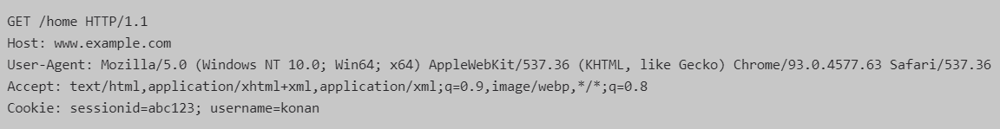 GET /home HTTP/1.1
Host: www.example.com
User-Agent: Mozilla/5.0 (Windows NT 10.0; Win64; x64) AppleWebKit/537.36 (KHTML, like Gecko) Chrome/93.0.4577.63 Safari/537.36
Accept: text/html,application/xhtml+xml,application/xml;q=0.9,image/webp,*/*;q=0.8
Cookie: sessionid=abc123; username=konan